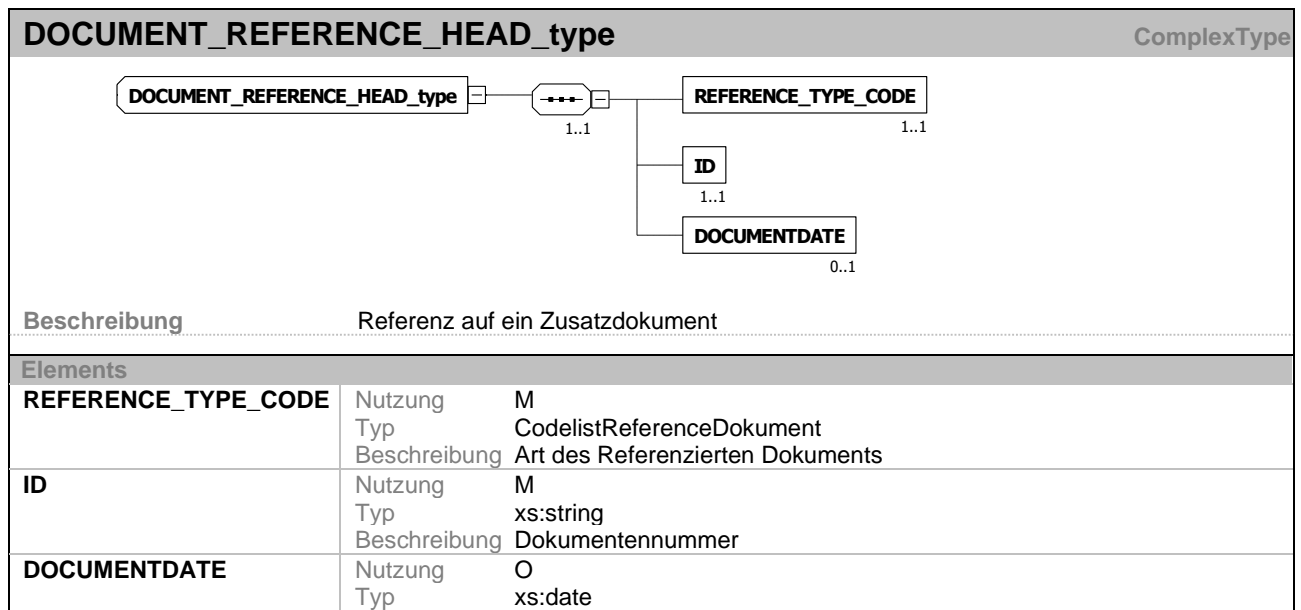 DOCUMENT_REFERENCE_HEAD_type ComplexType
DOCUMENT_REFERENCE_HEAD_type REFERENCE_TYPE_CODE
1..1 1..1
ID
1..1
DOCUMENTDATE
0..1
Beschreibung Referenz auf ein Zusatzdokument
Elements
REFERENCE_TYPE_CODE Nutzung M
Typ CodelistReferenceDokument
Beschreibung Art des Referenzierten Dokuments
ID Nutzung M
Typ xs:string
Beschreibung Dokumentennummer
DOCUMENTDATE Nutzung O
Typ xs:date